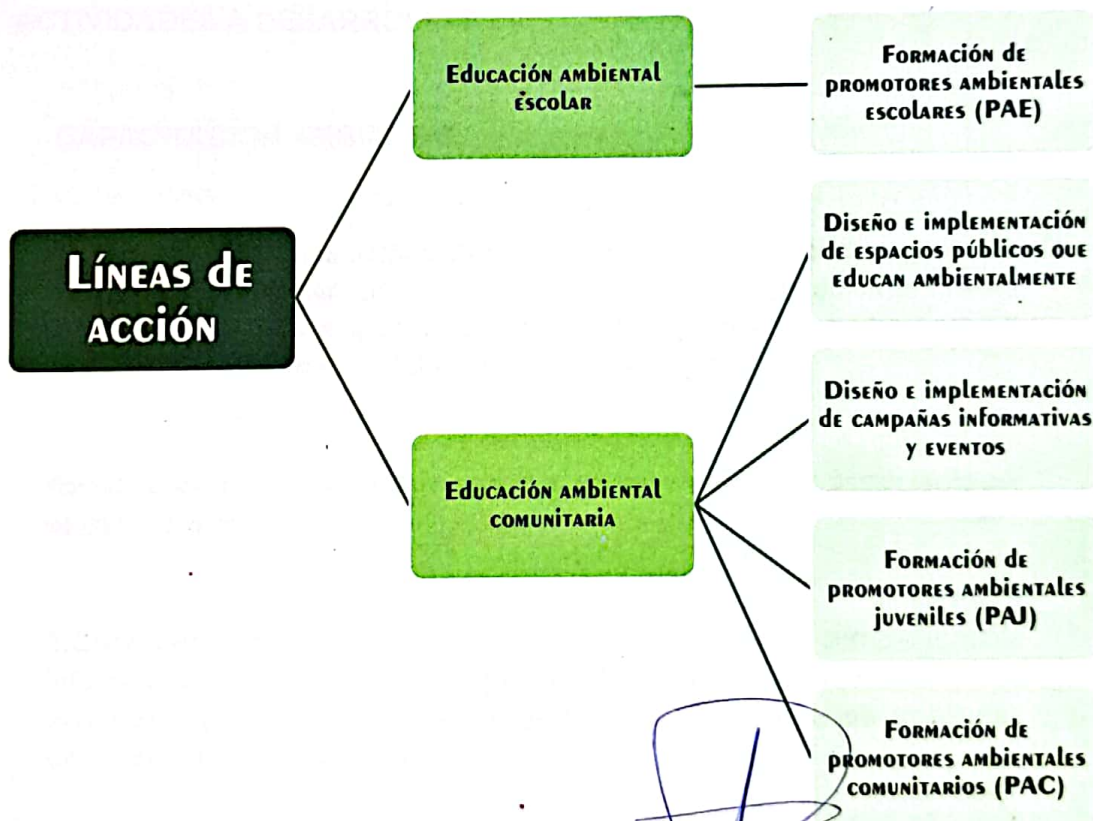 Líneas de
acción
Educación ambiental
escolar
Formación de
promotores ambientales
escolares (PAE)
Educación ambiental
comunitaria
Diseño e implementación
de espacios públicos que
educan ambientalmente
Diseño e implementación
de campañas informativas
y eventos
Formación de
promotores ambientales
juveniles (PAJ)
Formación de
promotores ambientales
comunitarios (PAC)